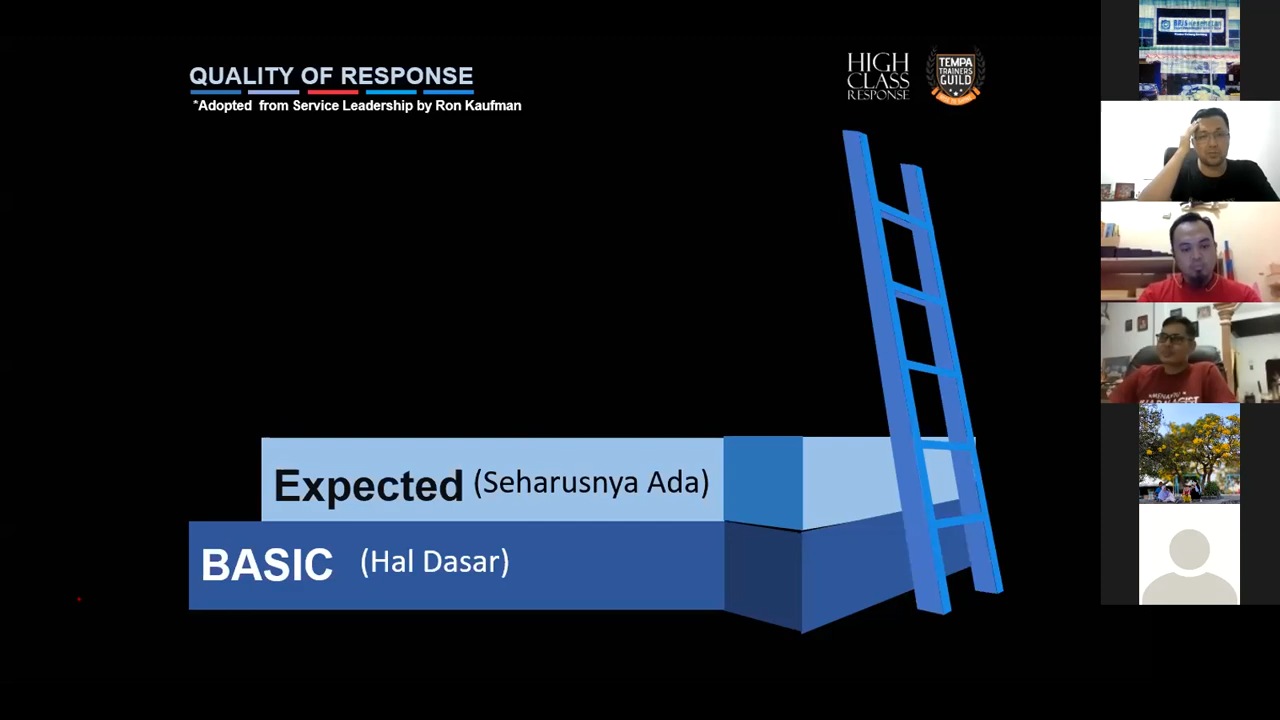 QUALITY OF RESPONSE
*Adopted from Service Leadership by Ron Kaufman
HIGH
CLASS
RESPONSE
TEMPA
TRAINERS
GUILD
Expected (Seharusnya Ada)
BASIC (Hal Dasar)